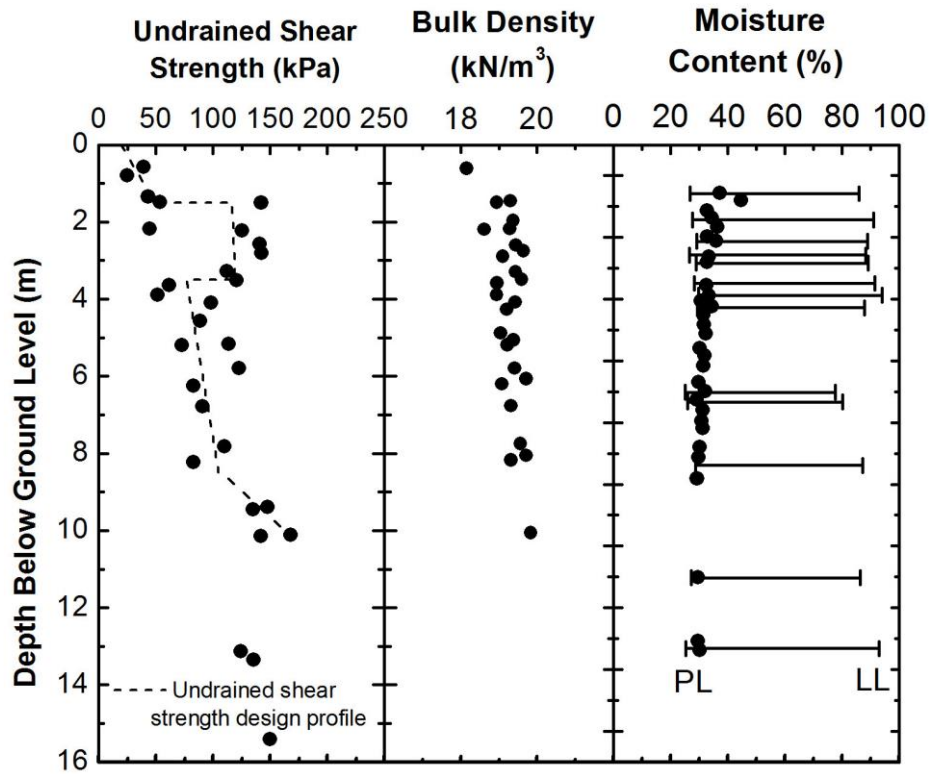 Undrained Shear
Strength (kPa)
Bulk Density
(kN/m³)
Moisture
Content (%)
0 50 100 150 200 250
18 20
0 20 40 60 80 100
Depth Below Ground Level (m)
0
2
4
6
8
10
12
14
16
PL
LL
Undrained shear
strength design profile